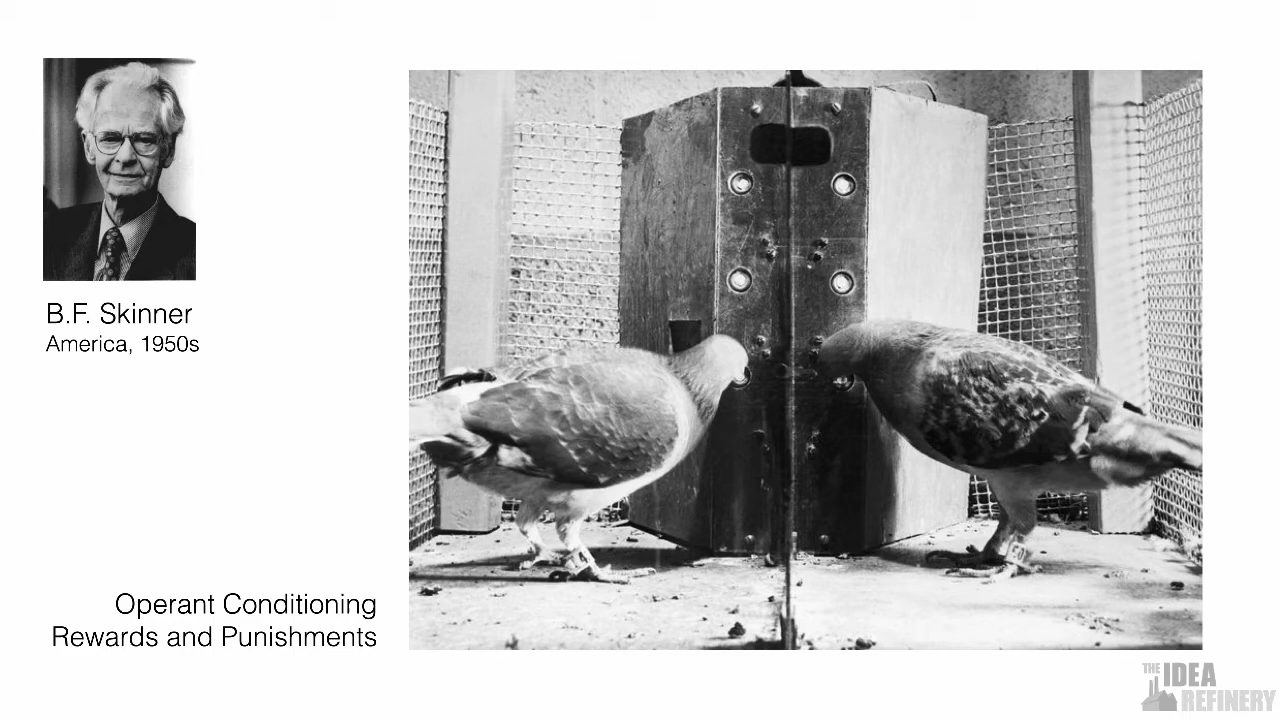 B.F. Skinner
America, 1950s
Operant Conditioning
Rewards and Punishments
THE IDEA
REFINERY